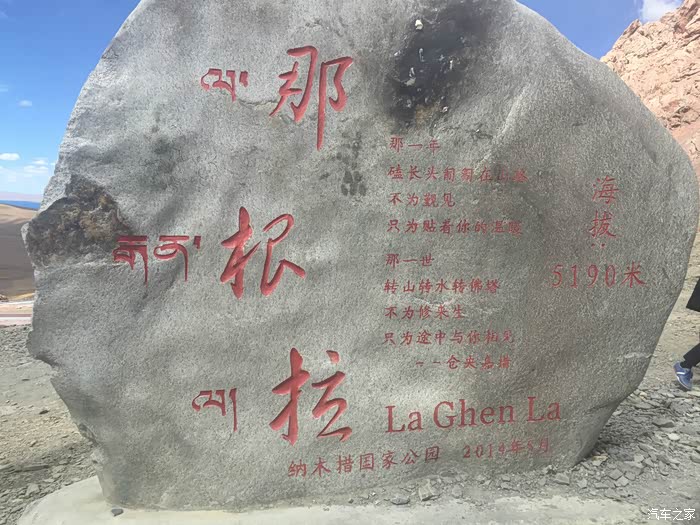 ལ
那
གན
根
ལ
拉
那一年
磕长头匍匐在山路
不为觐见
只为贴着你的温暖
那一世
转山转水转佛塔
不为修来生
只为途中与你相见
——仓央嘉措
海拔:
5190米
La Ghen La
纳木措国家公园 2019年8月
汽车之家